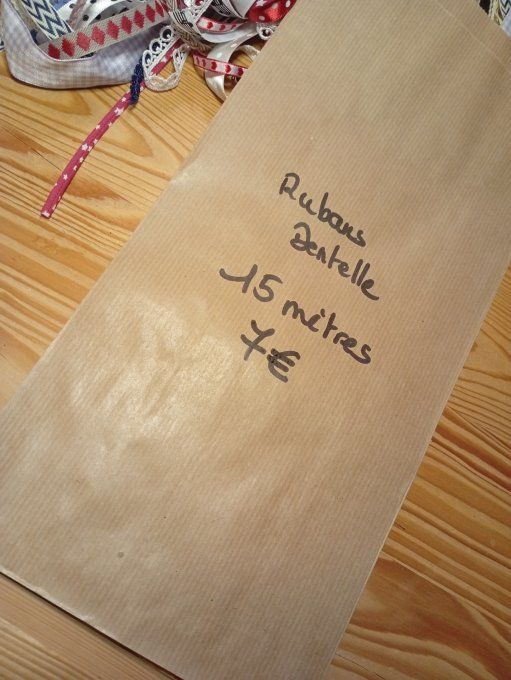 Rubans
Dentelle
15 mètres
7€